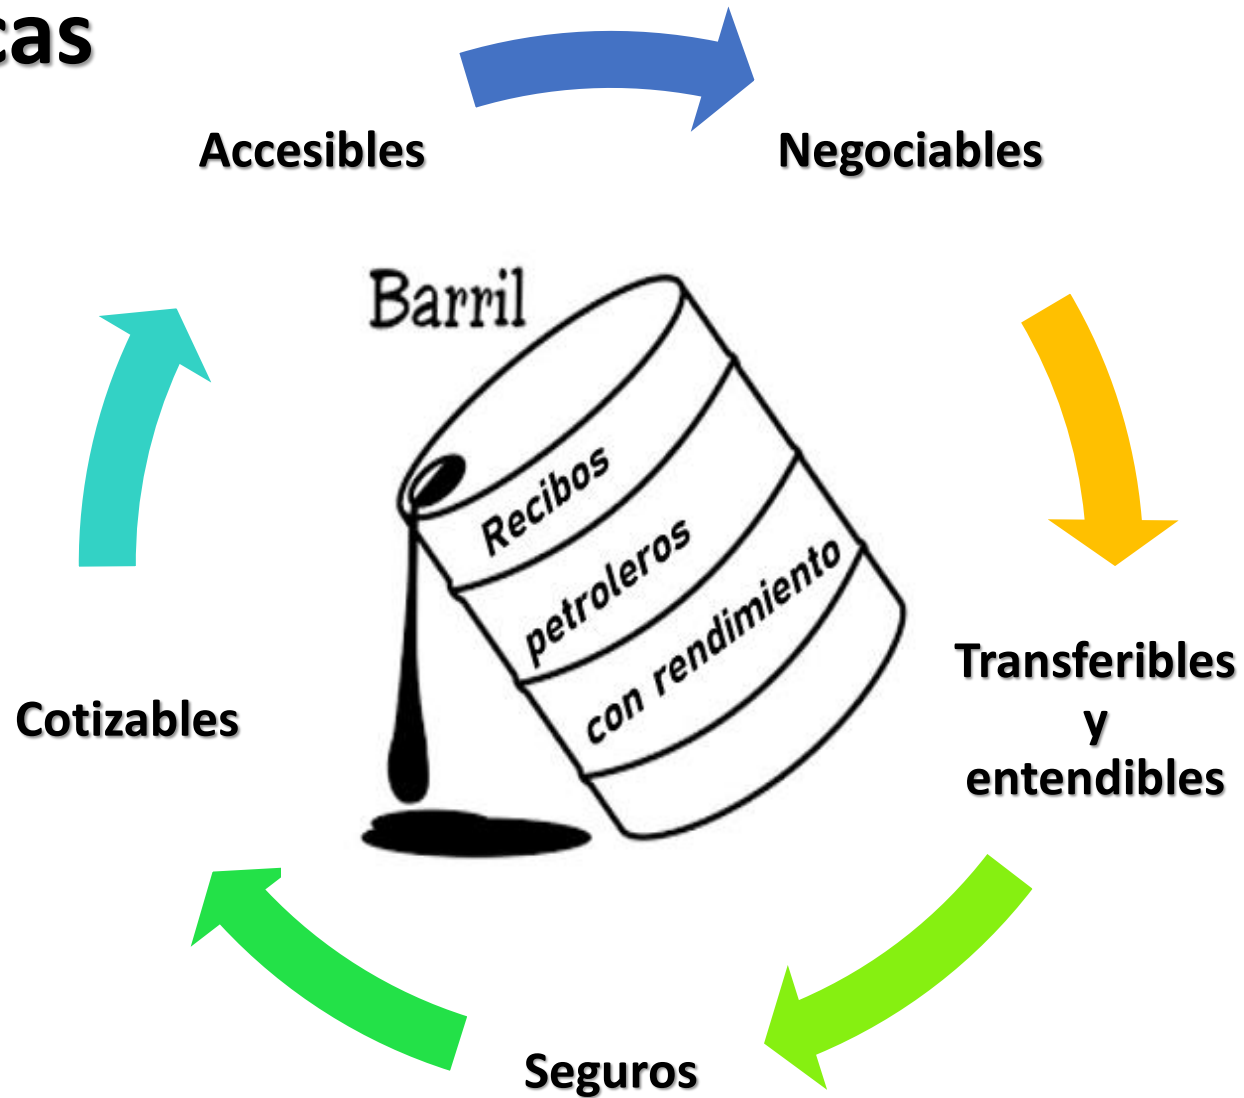 cas
Accesibles
Negociables
Barril
Recibos
petroleros
con rendimiento
Transferibles
y
entendibles
Cotizables
Seguros